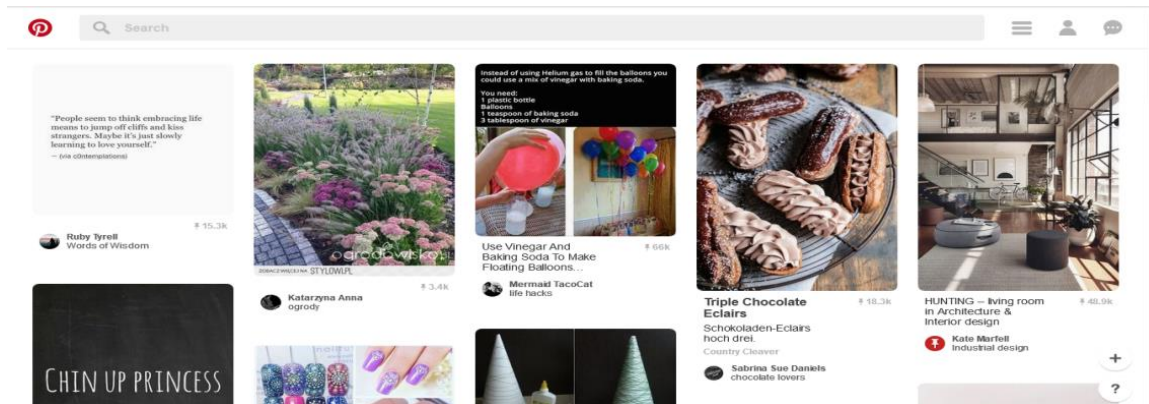 Search
"People seem to think embracing life
means to jump off cliffs and kiss
strangers. Maybe it's just slowly
learning to love yourself."
— (via c0ntemplations)
15.3k
Ruby Tyrell
Words of Wisdom
CHIN UP PRINCESS
ogrodowisko.pl
ZOBACZ WIĘCEJ NA STYLOWI.PL
3.4k
Katarzyna Anna
ogrody
Instead of using Helium gas to fill the balloons you
could use a mix of vinegar with baking soda.
You need:
1 plastic bottle
Balloons
1 teaspoon of baking soda
3 tablespoon of vinegar
Use Vinegar And
Baking Soda To Make
Floating Balloons...
66k
Mermaid TacoCat
life hacks
Triple Chocolate
Eclairs
18.3k
Schokoladen-Eclairs
hoch drei.
Country Cleaver
Sabrina Sue Daniels
chocolate lovers
HUNTING – living room
in Architecture &
Interior design
48.9k
Kate Marfell
Industrial design
+
?